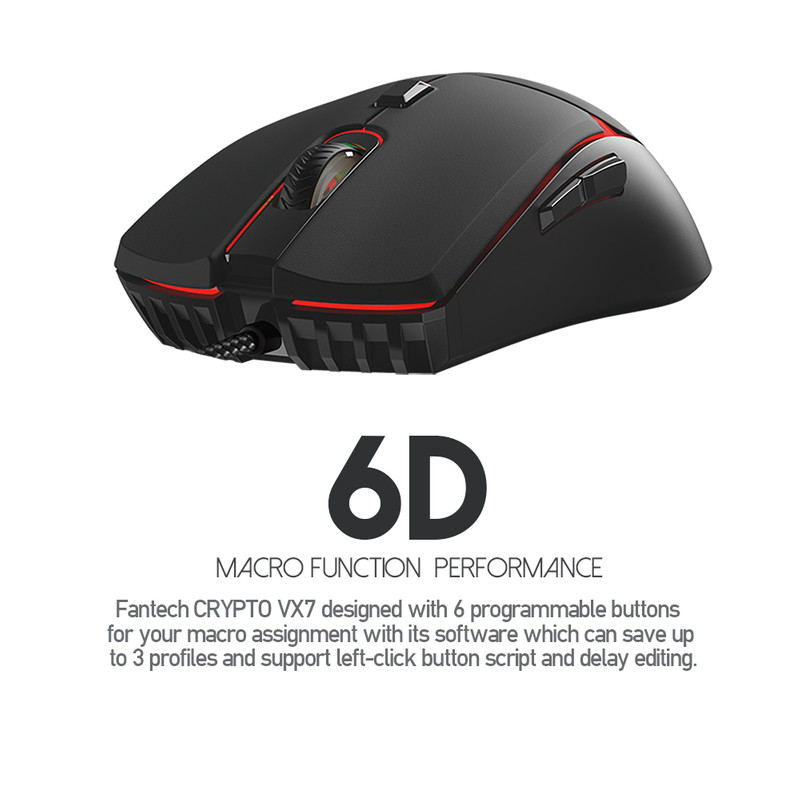 6D
MACRO FUNCTION PERFORMANCE
Fantech CRYPTO VX7 designed with 6 programmable buttons
for your macro assignment with its software which can save up
to 3 profiles and support left-click button script and delay editing.